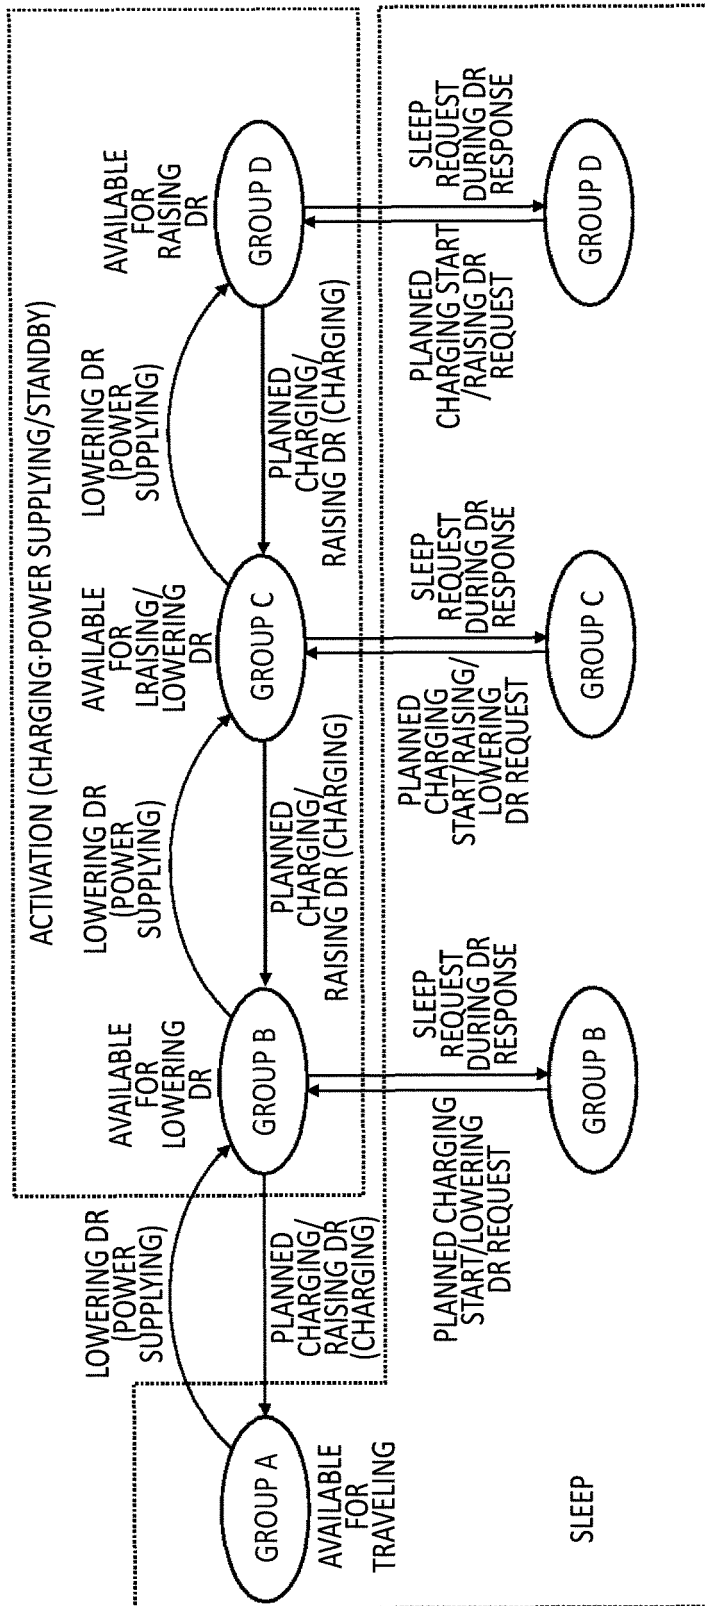 ACTIVATION (CHARGING·POWER SUPPLYING/STANDBY)
LOWERING DR
(POWER
SUPPLYING)
AVAILABLE
FOR
LOWERING
DR
LOWERING DR
(POWER
SUPPLYING)
AVAILABLE
FOR
LRAISING/
LOWERING
DR
LOWERING DR
(POWER
SUPPLYING)
AVAILABLE
FOR
RAISING
DR
GROUP A
GROUP B
GROUP C
GROUP D
AVAILABLE
FOR
TRAVELING
PLANNED
CHARGING/
RAISING DR
(CHARGING)
PLANNED
CHARGING/
RAISING DR (CHARGING)
PLANNED
CHARGING/
RAISING DR (CHARGING)
PLANNED CHARGING
START/LOWERING
DR REQUEST
SLEEP
REQUEST
DURING DR
RESPONSE
PLANNED
CHARGING
START/RAISING/
LOWERING
DR REQUEST
SLEEP
REQUEST
DURING DR
RESPONSE
PLANNED
CHARGING START
/RAISING DR
REQUEST
SLEEP
REQUEST
DURING DR
RESPONSE
SLEEP
GROUP B
GROUP C
GROUP D